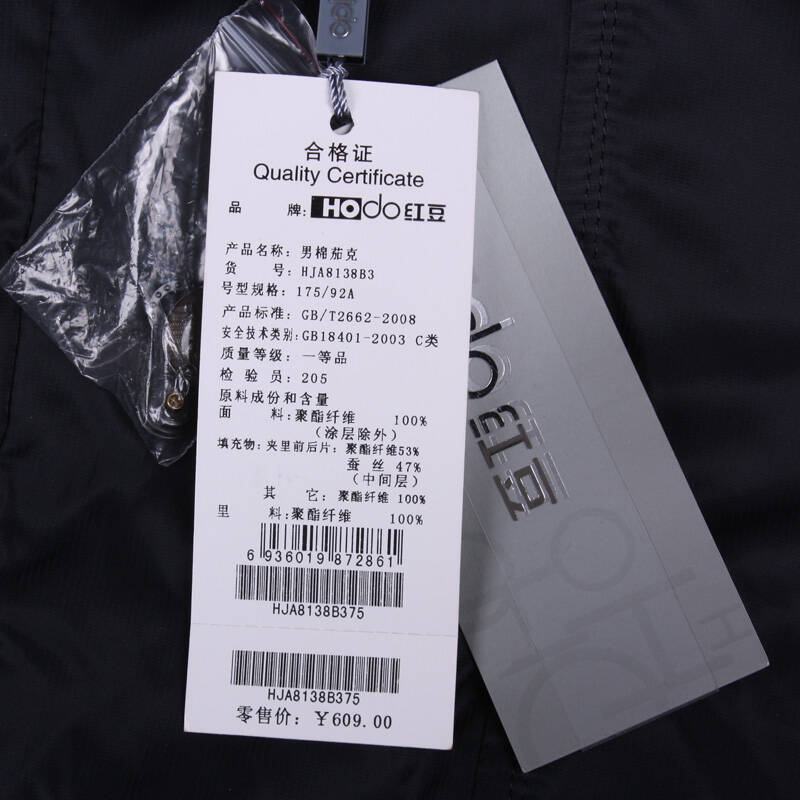 合格证
Quality Certificate
品 牌: HOdo 红豆
产品名称: 男棉茄克
货 号: HJA8138B3
号型规格: 175/92A
产品标准: GB/T2662-2008
安全技术类别: GB18401-2003 C类
质量等级: 一等品
检 验 员: 205
原料成份和含量
面 料: 聚酯纤维 100%
(涂层除外)
填充物: 夹里前后片: 聚酯纤维53%
蚕丝 47%
(中间层)
其 它: 聚酯纤维 100%
里 料: 聚酯纤维 100%
6 936019 872861
HJA8138B375
HJA8138B375
零售价: ¥609.00
红豆